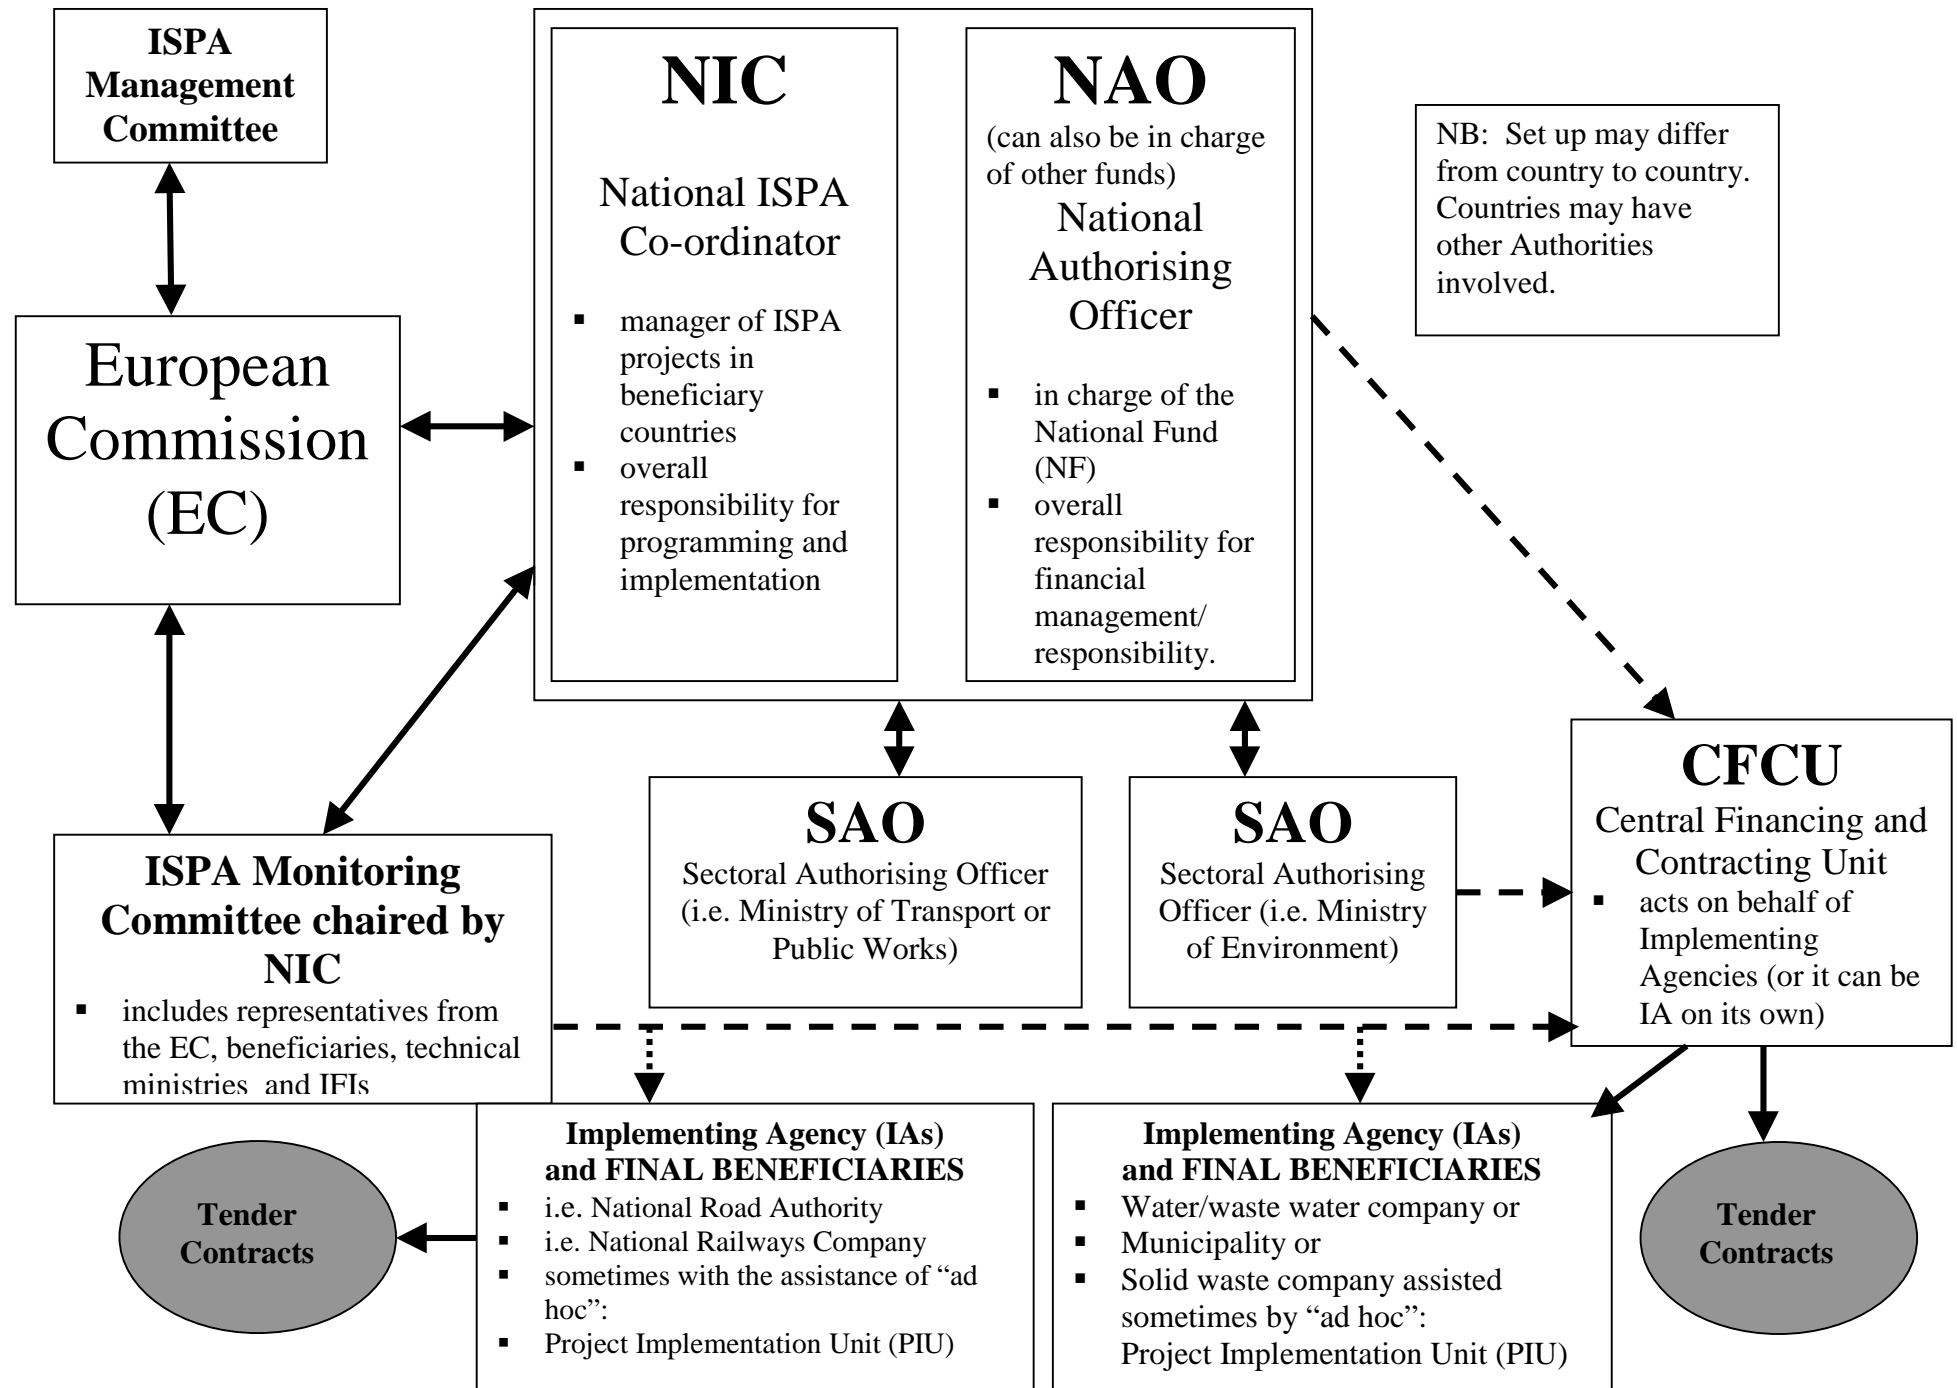 ISPA
Management
Committee
European
Commission
(EC)
NIC
National ISPA
Co-ordinator
▪ manager of ISPA
projects in
beneficiary
countries
▪ overall
responsibility for
programming and
implementation
NAO
(can also be in charge
of other funds)
National
Authorising
Officer
▪ in charge of the
National Fund
(NF)
▪ overall
responsibility for
financial
management/
responsibility.
NB: Set up may differ
from country to country.
Countries may have
other Authorities
involved.
ISPA Monitoring
Committee chaired by
NIC
▪ includes representatives from
the EC, beneficiaries, technical
ministries and IFIs
SAO
Sectoral Authorising Officer
(i.e. Ministry of Transport or
Public Works)
SAO
Sectoral Authorising
Officer (i.e. Ministry
of Environment)
CFCU
Central Financing and
Contracting Unit
▪ acts on behalf of
Implementing
Agencies (or it can be
IA on its own)
Tender
Contracts
Implementing Agency (IAs)
and FINAL BENEFICIARIES
▪ i.e. National Road Authority
▪ i.e. National Railways Company
▪ sometimes with the assistance of “ad
hoc”:
▪ Project Implementation Unit (PIU)
Implementing Agency (IAs)
and FINAL BENEFICIARIES
▪ Water/waste water company or
▪ Municipality or
▪ Solid waste company assisted
sometimes by “ad hoc”:
Project Implementation Unit (PIU)
Tender
Contracts